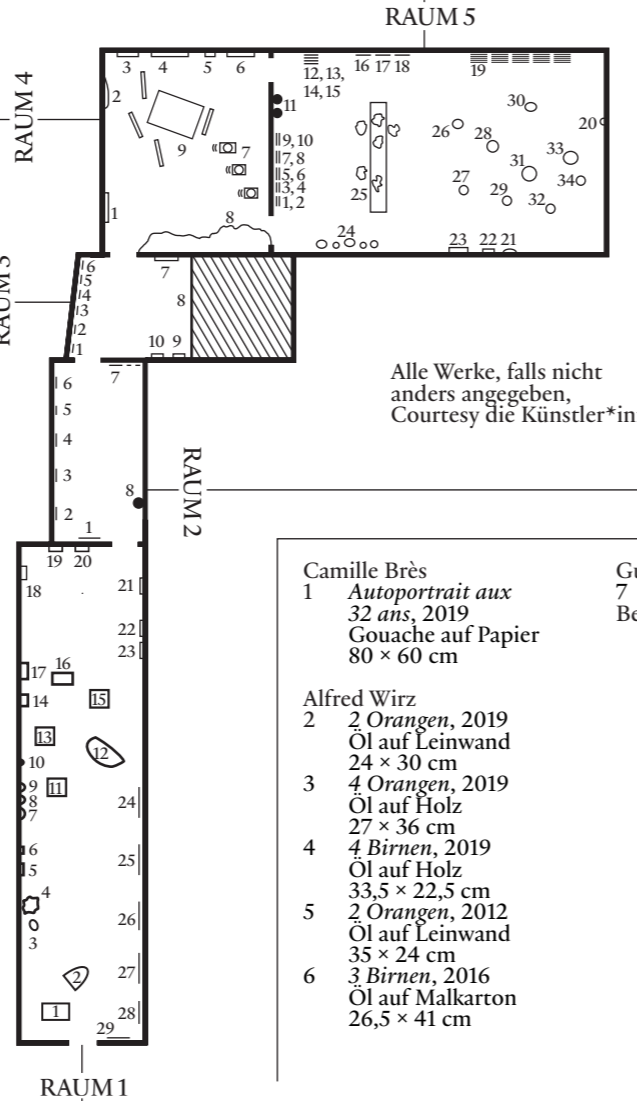 RAUM 5
3 4 5 6
12, 13,
14, 15
16 17 18
19
RAUM 4
2
11
30
20
26
28
9
7
9, 10
7, 8
5, 6
3, 4
1, 2
25
31
33
34
27
29
32
1
8
24
23 22 21
RAUM 3
6
5
4
3
2
1
7
8
10 9
Alle Werke, falls nicht
anders angegeben,
Courtesy die Künstler*in
6
7
5
4
3
8
2
1
RAUM 2
19 20
18
21
22
23
17 16
14
15
13
12
10
11
9
8
7
24
6
5
25
4
3
26
2
27
1
28
29
RAUM 1
Camille Brès
1 Autoportrait aux
32 ans, 2019
Gouache auf Papier
80 × 60 cm
Alfred Wirz
2 2 Orangen, 2019
Öl auf Leinwand
24 × 30 cm
3 4 Orangen, 2019
Öl auf Holz
27 × 36 cm
4 4 Birnen, 2019
Öl auf Holz
33,5 × 22,5 cm
5 2 Orangen, 2012
Öl auf Leinwand
35 × 24 cm
6 3 Birnen, 2016
Öl auf Malkarton
26,5 × 41 cm
Gu
7
Be